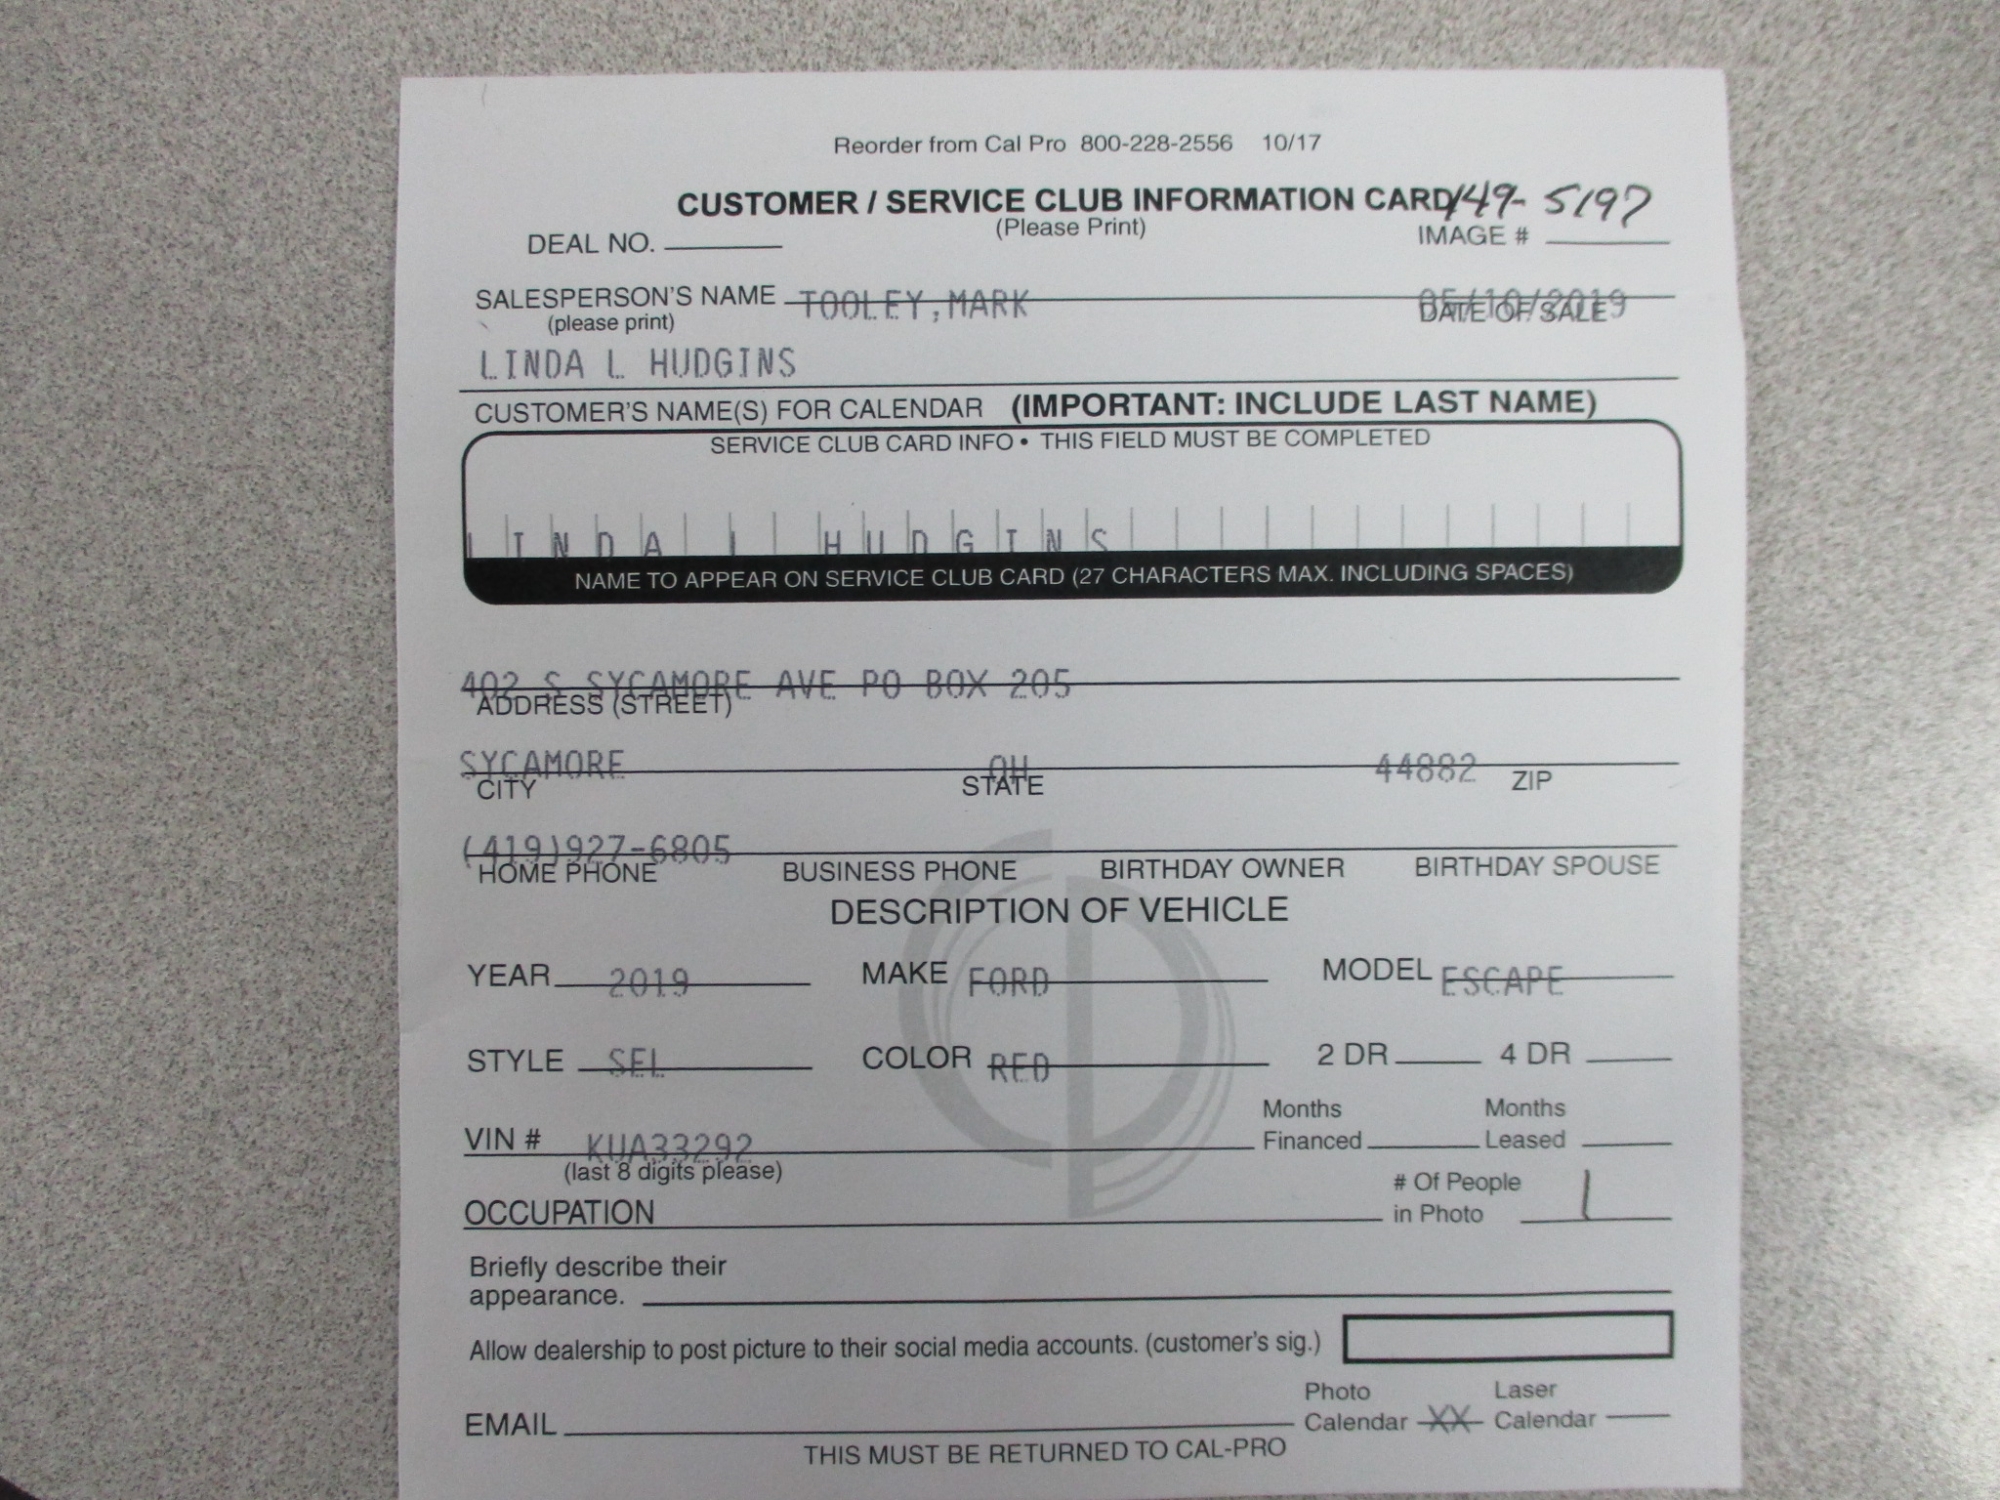 Reorder from Cal Pro 800-228-2556 10/17
CUSTOMER / SERVICE CLUB INFORMATION CARD 149-5197
(Please Print)
DEAL NO. IMAGE #
SALESPERSON'S NAME TOOLEY,MARK 05/10/2019
(please print) DATE OF SALE
LINDA L HUDGINS
CUSTOMER'S NAME(S) FOR CALENDAR (IMPORTANT: INCLUDE LAST NAME)
SERVICE CLUB CARD INFO • THIS FIELD MUST BE COMPLETED
LINDA L HUDGINS
NAME TO APPEAR ON SERVICE CLUB CARD (27 CHARACTERS MAX. INCLUDING SPACES)
402 S SYCAMORE AVE PO BOX 205
ADDRESS (STREET)
SYCAMORE OH 44882 ZIP
CITY STATE
(419)927-6805
HOME PHONE BUSINESS PHONE BIRTHDAY OWNER BIRTHDAY SPOUSE
DESCRIPTION OF VEHICLE
YEAR 2019 MAKE FORD MODEL ESCAPE
STYLE SEL COLOR RED 2 DR 4 DR
Months Months
VIN # KUA33292 Financed Leased
(last 8 digits please)
# Of People
OCCUPATION in Photo 1
Briefly describe their
appearance.
Allow dealership to post picture to their social media accounts. (customer's sig.)
Photo Laser
EMAIL Calendar XX Calendar
THIS MUST BE RETURNED TO CAL-PRO